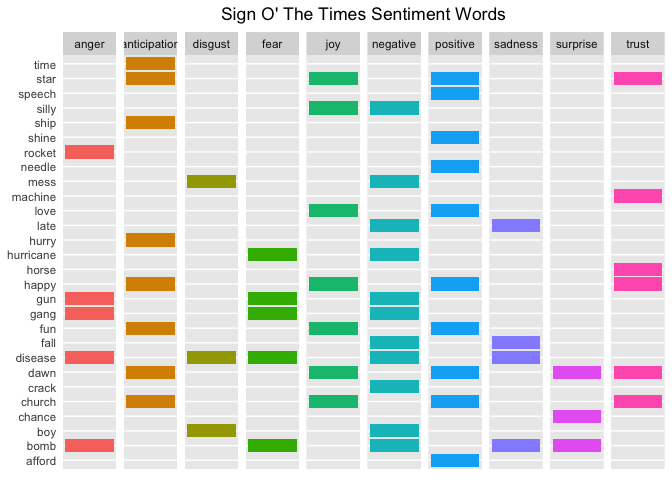 Sign O' The Times Sentiment Words
anger anticipation disgust fear joy negative positive sadness surprise trust
time
star
speech
silly
ship
shine
rocket
needle
mess
machine
love
late
hurry
hurricane
horse
happy
gun
gang
fun
fall
disease
dawn
crack
church
chance
boy
bomb
afford